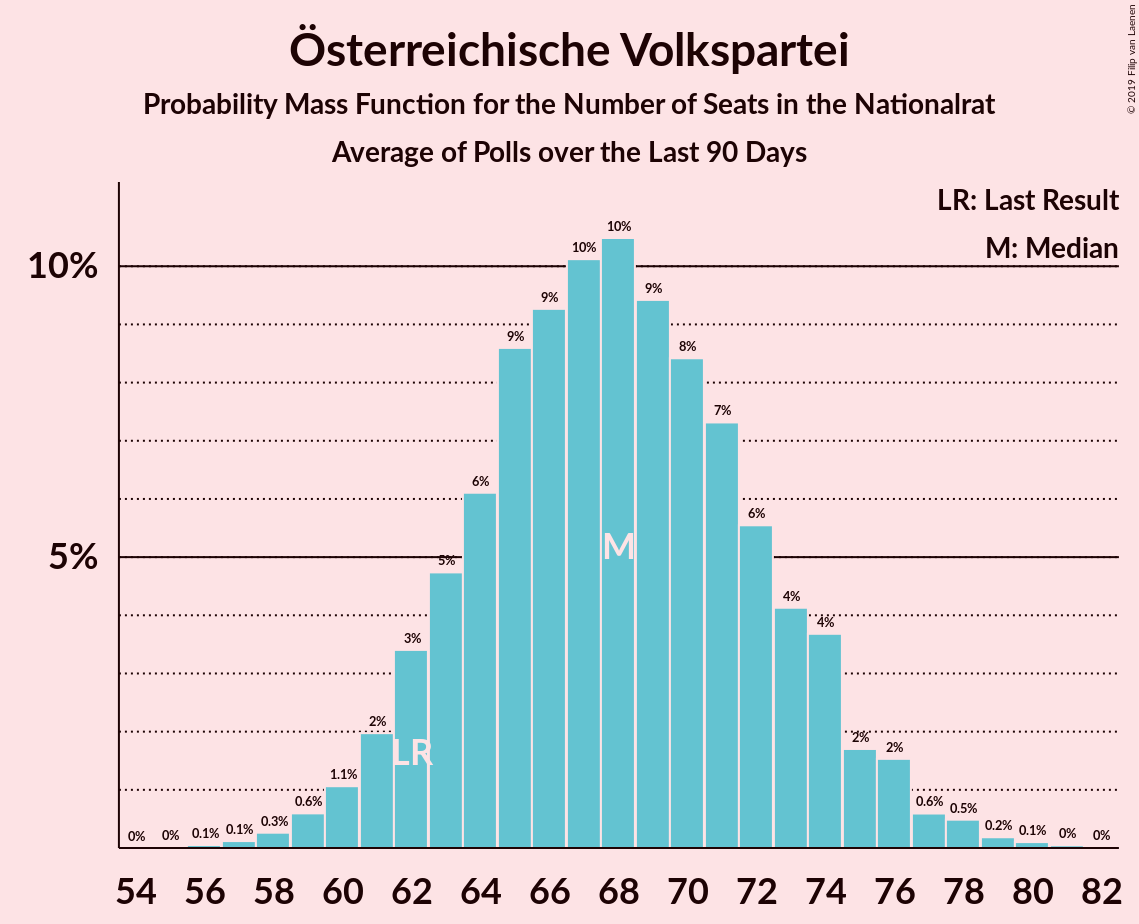 Österreichische Volkspartei
Probability Mass Function for the Number of Seats in the Nationalrat
Average of Polls over the Last 90 Days
© 2019 Filip van Laenen
LR: Last Result
M: Median
10%
5%
0% 0% 0.1% 0.1% 0.3% 0.6% 1.1% 2% 3% 5% 6% 9% 9% 10% 10% 9% 8% 7% 6% 4% 4% 2% 2% 0.6% 0.5% 0.2% 0.1% 0% 0%
M
LR
54 56 58 60 62 64 66 68 70 72 74 76 78 80 82